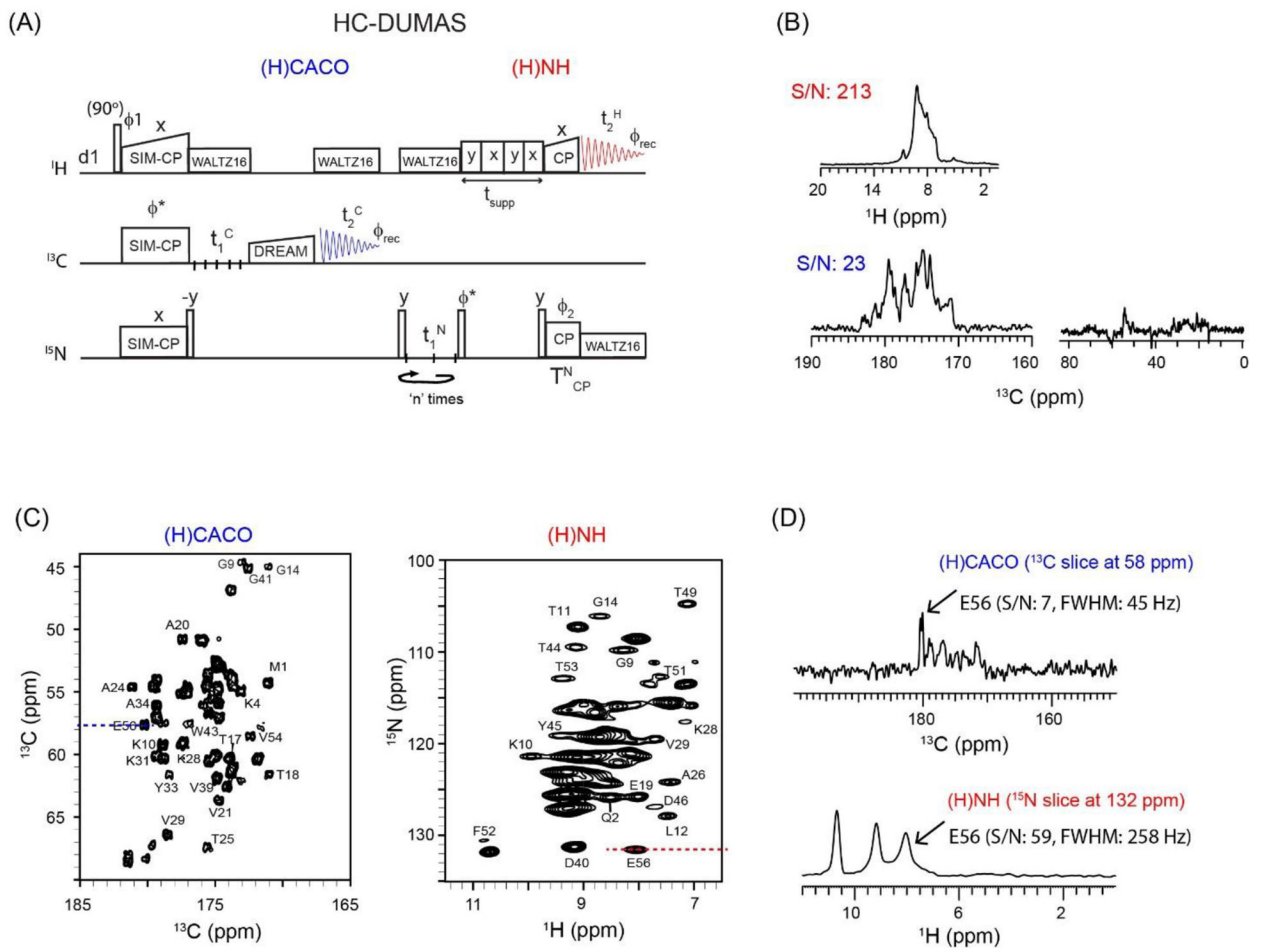 (A)
HC-DUMAS
(H)CACO
(H)NH
(90°) ϕ1 x
d1 SIM-CP WALTZ16 WALTZ16 WALTZ16 y x y x x CP t₂ᴴ ϕrec
¹H
tsupp
ϕ*
SIM-CP t₁ᶜ DREAM t₂ᶜ ϕrec
¹³C
x -y y t₁ᴺ ϕ* y ϕ₂
SIM-CP CP WALTZ16
¹⁵N
'n' times
TᴺCP
(B)
S/N: 213
20 14 8 2
¹H (ppm)
S/N: 23
190 180 170 160
80 40 0
¹³C (ppm)
(C)
(H)CACO
45
50
55
60
65
G9
G41
G14
A20
M1
A24
A34
K4
E56
W43
V54
K10
T17
K31
K28
Y33
V39
T18
V21
V29
T25
185 175 165
¹³C (ppm)
¹³C (ppm)
(H)NH
100
110
120
130
T49
T11
G14
T44
G9
T53
T51
Y45
K28
K10
V29
E19
A26
D46
Q2
L12
F52
D40
E56
11 9 7
¹H (ppm)
¹⁵N (ppm)
(D)
(H)CACO (¹³C slice at 58 ppm)
E56 (S/N: 7, FWHM: 45 Hz)
180 160
¹³C (ppm)
(H)NH (¹⁵N slice at 132 ppm)
E56 (S/N: 59, FWHM: 258 Hz)
10 6 2
¹H (ppm)